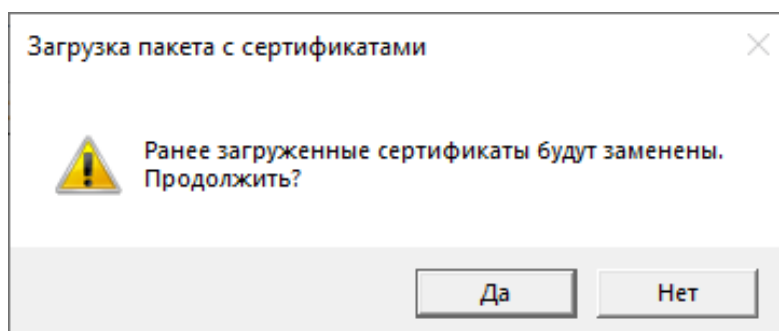 Загрузка пакета с сертификатами
Ранее загруженные сертификаты будут заменены.
Продолжить?
Да
Нет